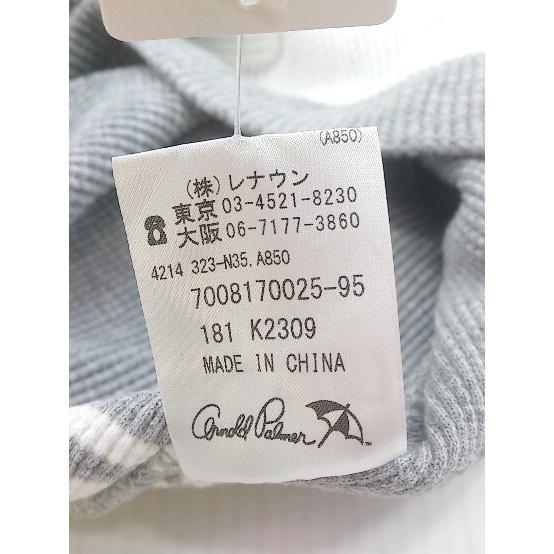 (A850)
(株)レナウン
東京 03-4521-8230
大阪 06-7177-3860
4214 323-N35.A850
7008170025-95
181 K2309
MADE IN CHINA
Arnold Palmer TM